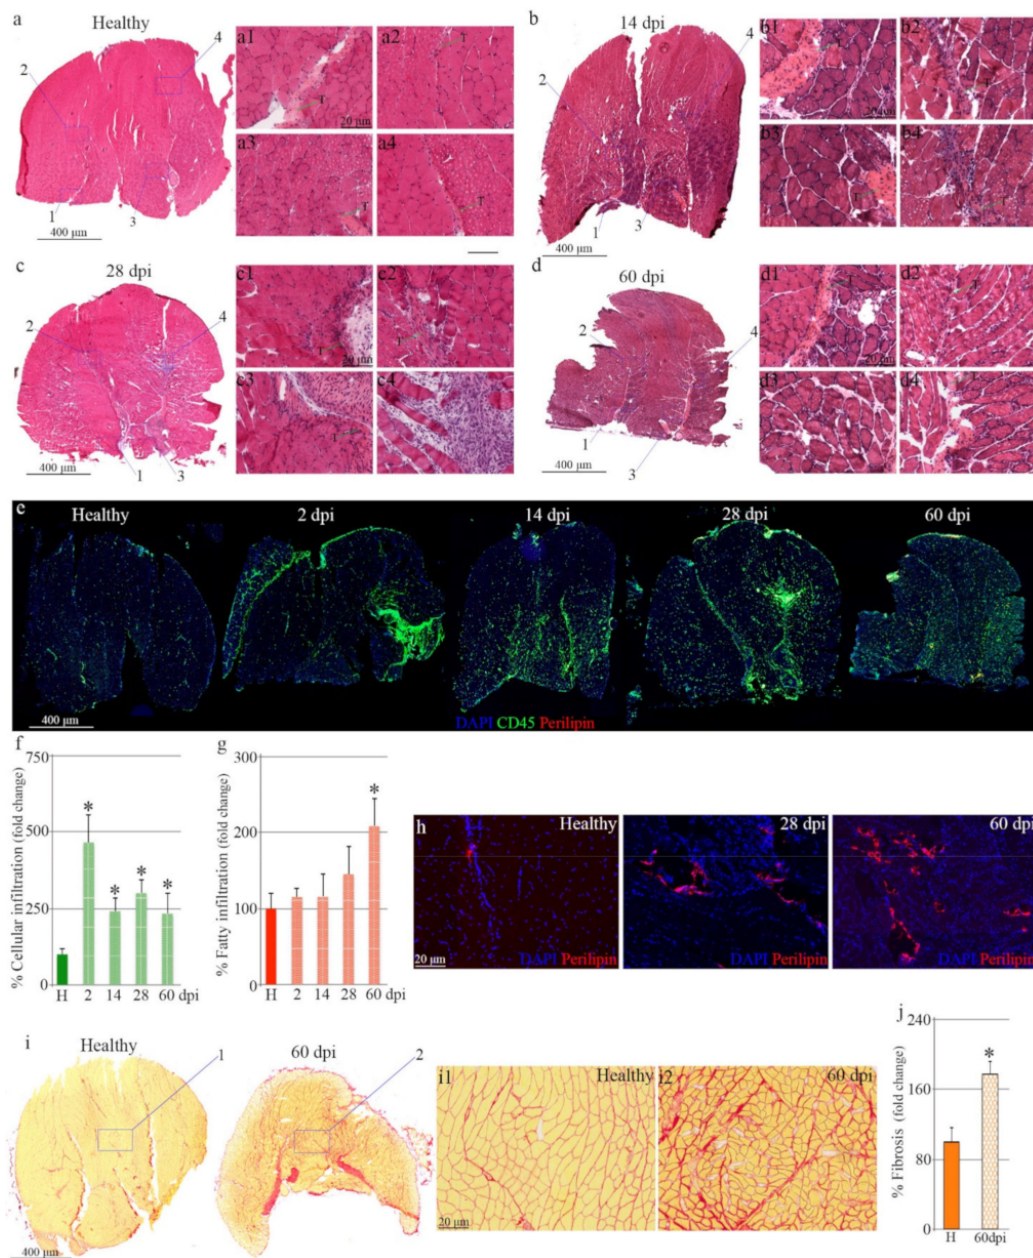 a
Healthy
4
2
1
3
400 μm
a1
T
20 μm
a2
T
a3
T
a4
T
b
14 dpi
4
2
1
3
400 μm
b1
20 μm
b2
b3
T
b4
T
c
28 dpi
2
4
1
3
400 μm
c1
T
20 μm
c2
T
c3
T
c4
d
60 dpi
2
4
3
400 μm
d1
T
20 μm
d2
T
d3
d4
T
e
Healthy
2 dpi
14 dpi
28 dpi
60 dpi
400 μm
DAPI CD45 Perilipin
f
% Cellular infiltration (fold change)
750
500
250
0
*
*
*
*
H 2 14 28 60 dpi
g
% Fatty infiltration (fold change)
300
200
100
0
*
H 2 14 28 60 dpi
h
Healthy
20 μm
DAPI Perilipin
28 dpi
DAPI Perilipin
60 dpi
DAPI Perilipin
i
Healthy
1
400 μm
60 dpi
2
i1
Healthy
20 μm
i2
60 dpi
j
% Fibrosis (fold change)
240
160
80
0
*
H 60dpi